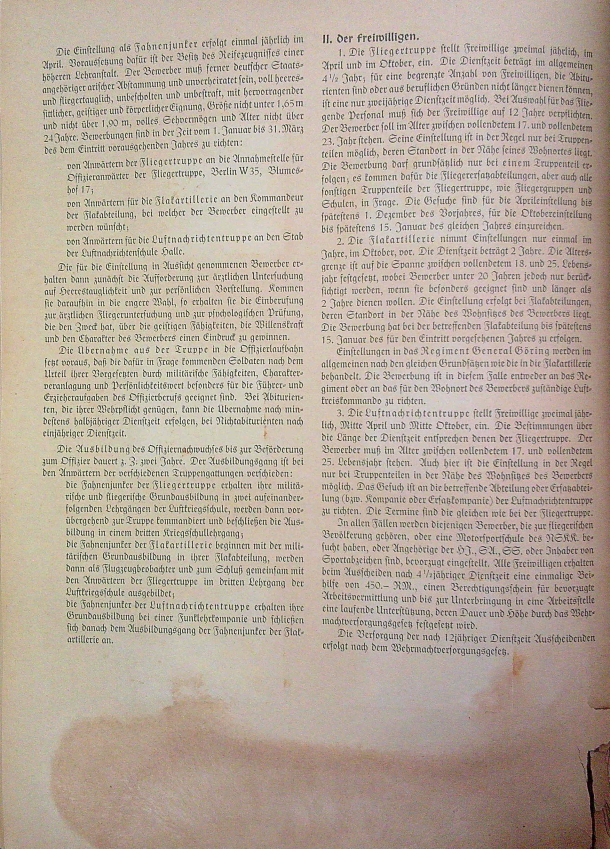 Die Einstellung als Fahnenjunker erfolgt einmal jährlich im
April. Voraussetzung dafür ist der Besitz des Reifezeugnisses einer
höheren Lehranstalt. Der Bewerber muß ferner deutscher Staats-
angehöriger arischer Abstammung und unverheiratet sein, voll heeres-
und fliegertauglich, unbescholten und unbestraft, mit hervorragender
sittlicher, geistiger und körperlicher Eignung, Größe nicht unter 1,65 m
und nicht über 1,90 m, volles Sehvermögen und Alter nicht über
24 Jahre. Bewerbungen sind in der Zeit vom 1. Januar bis 31. März
des dem Eintritt vorausgehenden Jahres zu richten:
von Anwärtern der Fliegertruppe an die Annahmestelle für
Offizieranwärter der Fliegertruppe, Berlin W 35, Blumes-
hof 17;
von Anwärtern für die Flakartillerie an den Kommandeur
der Flakabteilung, bei welcher der Bewerber eingestellt zu
werden wünscht;
von Anwärtern für die Luftnachrichtentruppe an den Stab
der Luftnachrichtenschule Halle.
Die für die Einstellung in Aussicht genommenen Bewerber er-
halten dann zunächst die Aufforderung zur ärztlichen Untersuchung
auf Heerestauglichkeit und zur persönlichen Vorstellung. Kommen
sie daraufhin in die engere Wahl, so erhalten sie die Einberufung
zur ärztlichen Fliegeruntersuchung und zur psychologischen Prüfung,
die den Zweck hat, über die geistigen Fähigkeiten, die Willenskraft
und den Charakter des Bewerbers einen Eindruck zu gewinnen.
Die Übernahme aus der Truppe in die Offizierlaufbahn
setzt voraus, daß die dafür in Frage kommenden Soldaten nach dem
Urteil ihrer Vorgesetzten durch militärische Fähigkeiten, Charakter-
veranlagung und Persönlichkeitswert besonders für die Führer- und
Erzieheraufgaben des Offizierberufs geeignet sind. Bei Abiturien-
ten, die ihrer Wehrpflicht genügen, kann die Übernahme nach min-
destens halbjähriger Dienstzeit erfolgen, bei Nichtabiturienten nach
einjähriger Dienstzeit.
Die Ausbildung des Offiziernachwuchses bis zur Beförderung
zum Offizier dauert z. Z. zwei Jahre. Der Ausbildungsgang ist bei
den Anwärtern der verschiedenen Truppengattungen verschieden:
die Fahnenjunker der Fliegertruppe erhalten ihre militä-
rische und fliegerische Grundausbildung in zwei aufeinander-
folgenden Lehrgängen der Luftkriegsschule, werden dann vor-
übergehend zur Truppe kommandiert und beschließen die Aus-
bildung in einem dritten Kriegsschullehrgang;
die Fahnenjunker der Flakartillerie beginnen mit der mili-
tärischen Grundausbildung in ihrer Flakabteilung, werden
dann als Flugzeugbeobachter und zum Schluß gemeinsam mit
den Anwärtern der Fliegertruppe im dritten Lehrgang der
Luftkriegsschule ausgebildet;
die Fahnenjunker der Luftnachrichtentruppe erhalten ihre
Grundausbildung bei einer Funklehrkompanie und schließen
sich danach dem Ausbildungsgang der Fahnenjunker der Flak-
artillerie an.
II. Der Freiwilligen.
1. Die Fliegertruppe stellt Freiwillige zweimal jährlich, im
April und im Oktober, ein. Die Dienstzeit beträgt im allgemeinen
4 1/2 Jahr; für eine begrenzte Anzahl von Freiwilligen, die Abitu-
rienten sind oder aus beruflichen Gründen nicht länger dienen können,
ist eine nur zweijährige Dienstzeit möglich. Bei Auswahl für das Flie-
gende Personal muß sich der Freiwillige auf 12 Jahre verpflichten.
Der Bewerber soll im Alter zwischen vollendetem 17. und vollendetem
23. Jahr stehen. Seine Einstellung ist in der Regel nur bei Truppen-
teilen möglich, deren Standort in der Nähe seines Wohnortes liegt.
Die Bewerbung darf grundsätzlich nur bei einem Truppenteil er-
folgen; es kommen dafür die Fliegerersatzabteilungen, aber auch alle
sonstigen Truppenteile der Fliegertruppe, wie Fliegergruppen und
Schulen, in Frage. Die Gesuche sind für die Aprileinstellung bis
spätestens 1. Dezember des Vorjahres, für die Oktobereinstellung
bis spätestens 15. Januar des gleichen Jahres einzureichen.
2. Die Flakartillerie nimmt Einstellungen nur einmal im
Jahre, im Oktober, vor. Die Dienstzeit beträgt 2 Jahre. Die Alters-
grenze ist auf die Spanne zwischen vollendetem 18. und 25. Lebens-
jahr festgesetzt, wobei Bewerber unter 20 Jahren jedoch nur berück-
sichtigt werden, wenn sie besonders geeignet sind und länger als
2 Jahre dienen wollen. Die Einstellung erfolgt bei Flakabteilungen,
deren Standort in der Nähe des Wohnsitzes des Bewerbers liegt.
Die Bewerbung hat bei der betreffenden Flakabteilung bis spätestens
15. Januar des für den Eintritt vorgesehenen Jahres zu erfolgen.
Einstellungen in das Regiment General Göring werden im
allgemeinen nach den gleichen Grundsätzen wie die in die Flakartillerie
behandelt. Die Bewerbung ist in diesem Falle entweder an das Re-
giment oder an das für den Wohnort des Bewerbers zuständige Luft-
kreiskommando zu richten.
3. Die Luftnachrichtentruppe stellt Freiwillige zweimal jähr-
lich, Mitte April und Mitte Oktober, ein. Die Bestimmungen über
die Länge der Dienstzeit entsprechen denen der Fliegertruppe. Der
Bewerber muß im Alter zwischen vollendetem 17. und vollendetem
25. Lebensjahr stehen. Auch hier ist die Einstellung in der Regel
nur bei Truppenteilen in der Nähe des Wohnsitzes des Bewerbers
möglich. Das Gesuch ist an die betreffende Abteilung oder Ersatzabtei-
lung (bzw. Kompanie oder Ersatzkompanie) der Luftnachrichtentruppe
zu richten. Die Termine sind die gleichen wie bei der Fliegertruppe.
In allen Fällen werden diejenigen Bewerber, die zur fliegerischen
Bevölkerung gehören, oder eine Motorsportschule des NSKK. be-
sucht haben, oder Angehörige der HJ., SA., SS. oder Inhaber von
Sportabzeichen sind, bevorzugt eingestellt. Alle Freiwilligen erhalten
beim Ausscheiden nach 4 1/2jähriger Dienstzeit eine einmalige Bei-
hilfe von 450.— RM., einen Berechtigungsschein für bevorzugte
Arbeitsvermittlung und bis zur Unterbringung in eine Arbeitsstelle
eine laufende Unterstützung, deren Dauer und Höhe durch das Wehr-
machtversorgungsgesetz festgesetzt wird.
Die Versorgung der nach 12jähriger Dienstzeit Ausscheidenden
erfolgt nach dem Wehrmachtversorgungsgesetz.